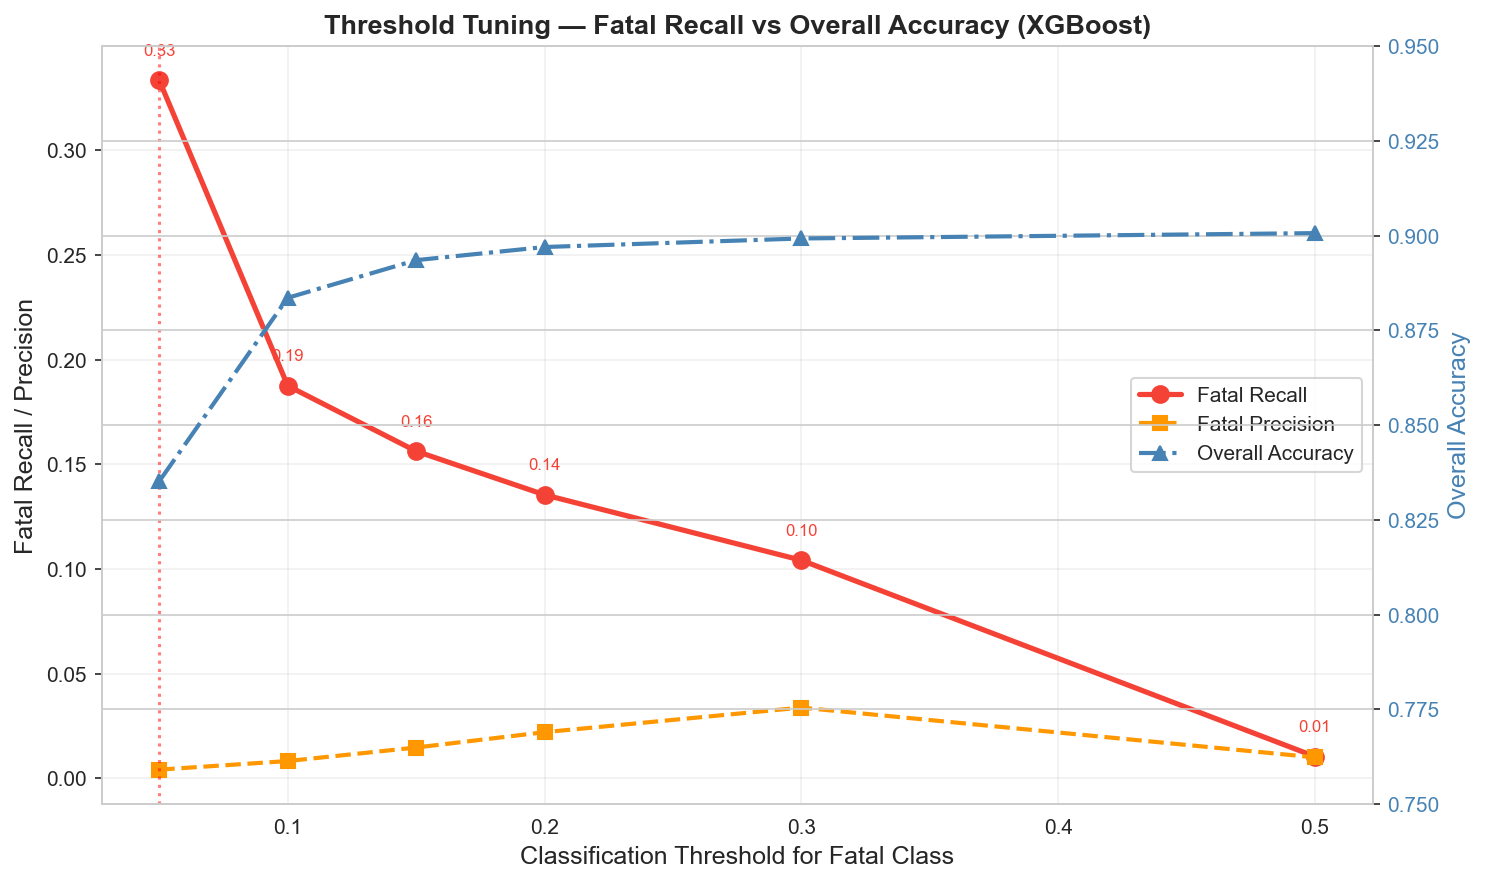 Threshold Tuning — Fatal Recall vs Overall Accuracy (XGBoost)
Fatal Recall / Precision
0.30
0.25
0.20
0.15
0.10
0.05
0.00
0.33
0.19
0.16
0.14
0.10
0.01
Fatal Recall
Fatal Precision
Overall Accuracy
0.950
0.925
0.900
0.875
0.850
0.825
0.800
0.775
0.750
Overall Accuracy
0.1 0.2 0.3 0.4 0.5
Classification Threshold for Fatal Class